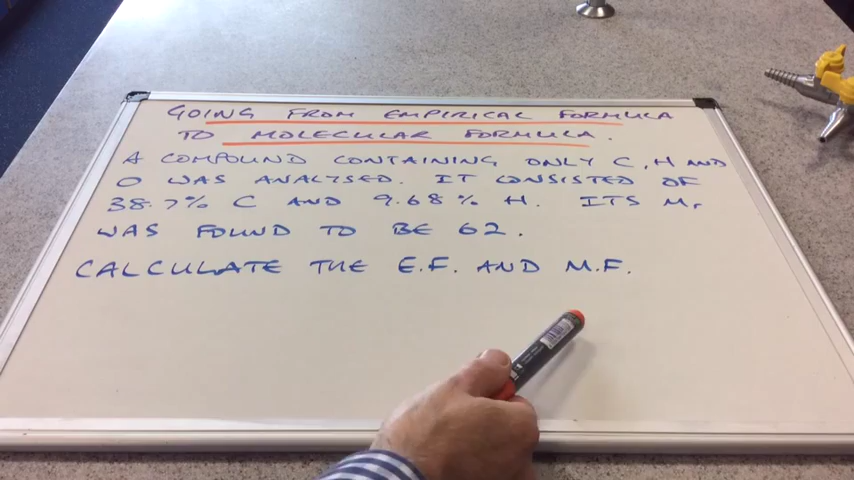 GOING FROM EMPIRICAL FORMULA
TO MOLECULAR FORMULA.
A COMPOUND CONTAINING ONLY C, H AND
O WAS ANALYSED. IT CONSISTED OF
38.7% C AND 9.68% H. ITS Mr
WAS FOUND TO BE 62.
CALCULATE THE E.F. AND M.F.